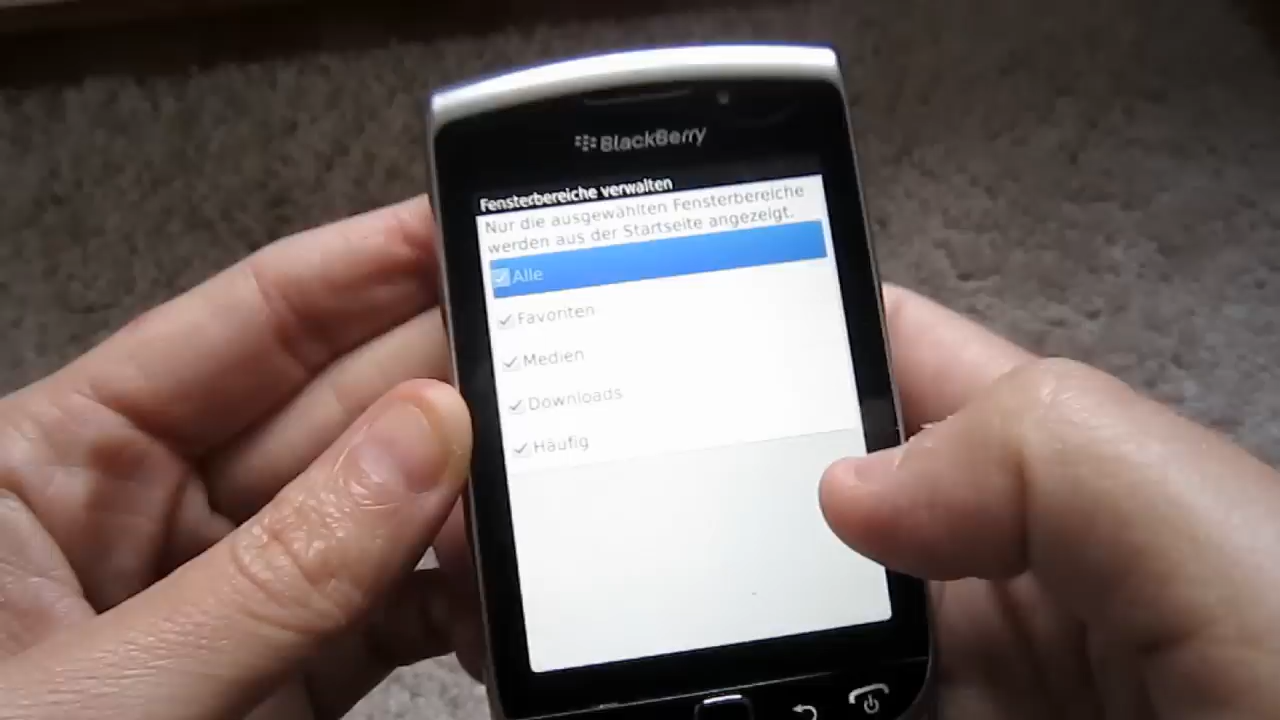 BlackBerry
Fensterbereiche verwalten
Nur die ausgewählten Fensterbereiche
werden aus der Startseite angezeigt.
Alle
Favoriten
Medien
Downloads
Häufig